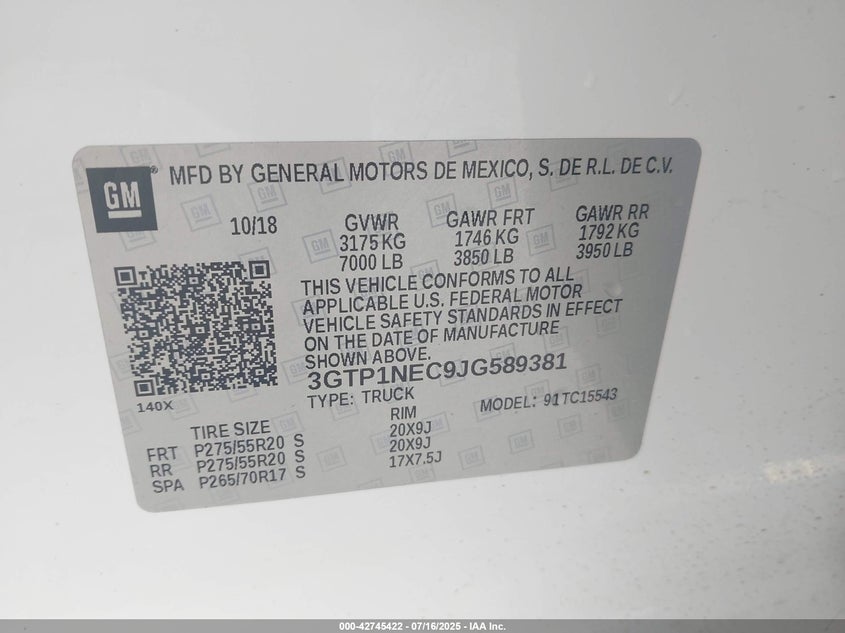 GM
MFD BY GENERAL MOTORS DE MEXICO, S. DE R.L. DE C.V.
10/18
GVWR GAWR FRT GAWR RR
3175 KG 1746 KG 1792 KG
7000 LB 3850 LB 3950 LB
THIS VEHICLE CONFORMS TO ALL
APPLICABLE U.S. FEDERAL MOTOR
VEHICLE SAFETY STANDARDS IN EFFECT
ON THE DATE OF MANUFACTURE
SHOWN ABOVE.
3GTP1NEC9JG589381
140X
TYPE: TRUCK MODEL: 91TC15543
TIRE SIZE RIM
FRT P275/55R20 S 20X9J
RR P275/55R20 S 20X9J
SPA P265/70R17 S 17X7.5J
000-42745422 - 07/16/2025 - IAA Inc.